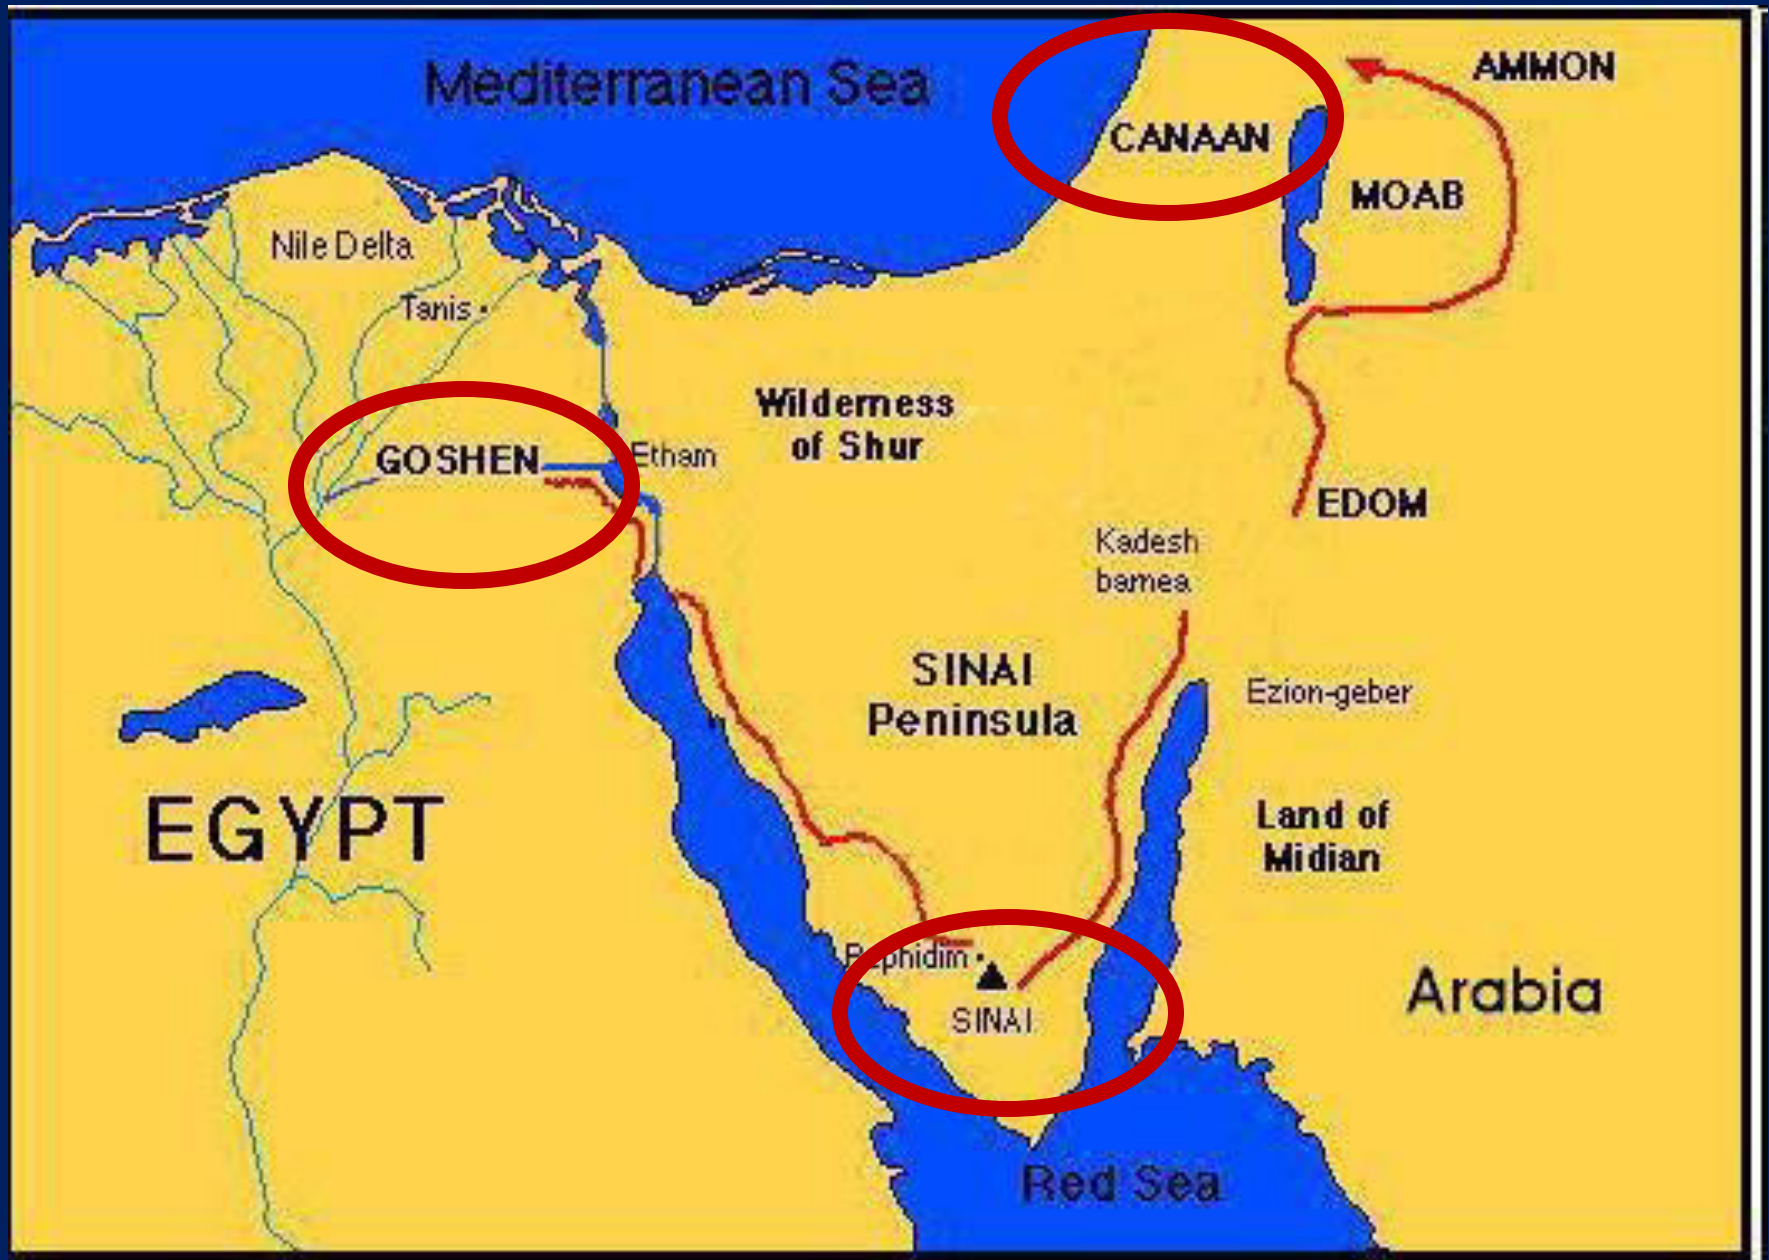 Mediterranean Sea
AMMON
CANAAN
MOAB
Nile Delta
Tanis
Wilderness
of Shur
GOSHEN
Etham
EDOM
Kadesh
barnea
SINAI
Peninsula
Ezion-geber
EGYPT
Land of
Midian
Rephidim
SINAI
Arabia
Red Sea